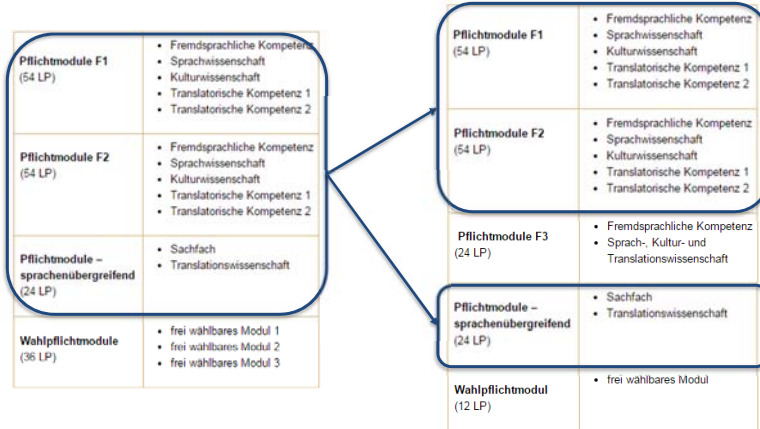 Pflichtmodule F1
(54 LP)
• Fremdsprachliche Kompetenz
• Sprachwissenschaft
• Kulturwissenschaft
• Translatorische Kompetenz 1
• Translatorische Kompetenz 2
Pflichtmodule F2
(54 LP)
• Fremdsprachliche Kompetenz
• Sprachwissenschaft
• Kulturwissenschaft
• Translatorische Kompetenz 1
• Translatorische Kompetenz 2
Pflichtmodule –
sprachenübergreifend
(24 LP)
• Sachfach
• Translationswissenschaft
Wahlpflichtmodule
(36 LP)
• frei wählbares Modul 1
• frei wählbares Modul 2
• frei wählbares Modul 3
Pflichtmodule F1
(54 LP)
• Fremdsprachliche Kompetenz
• Sprachwissenschaft
• Kulturwissenschaft
• Translatorische Kompetenz 1
• Translatorische Kompetenz 2
Pflichtmodule F2
(54 LP)
• Fremdsprachliche Kompetenz
• Sprachwissenschaft
• Kulturwissenschaft
• Translatorische Kompetenz 1
• Translatorische Kompetenz 2
Pflichtmodule F3
(24 LP)
• Fremdsprachliche Kompetenz
• Sprach-, Kultur- und
Translationswissenschaft
Pflichtmodule –
sprachenübergreifend
(24 LP)
• Sachfach
• Translationswissenschaft
Wahlpflichtmodul
(12 LP)
• frei wählbares Modul